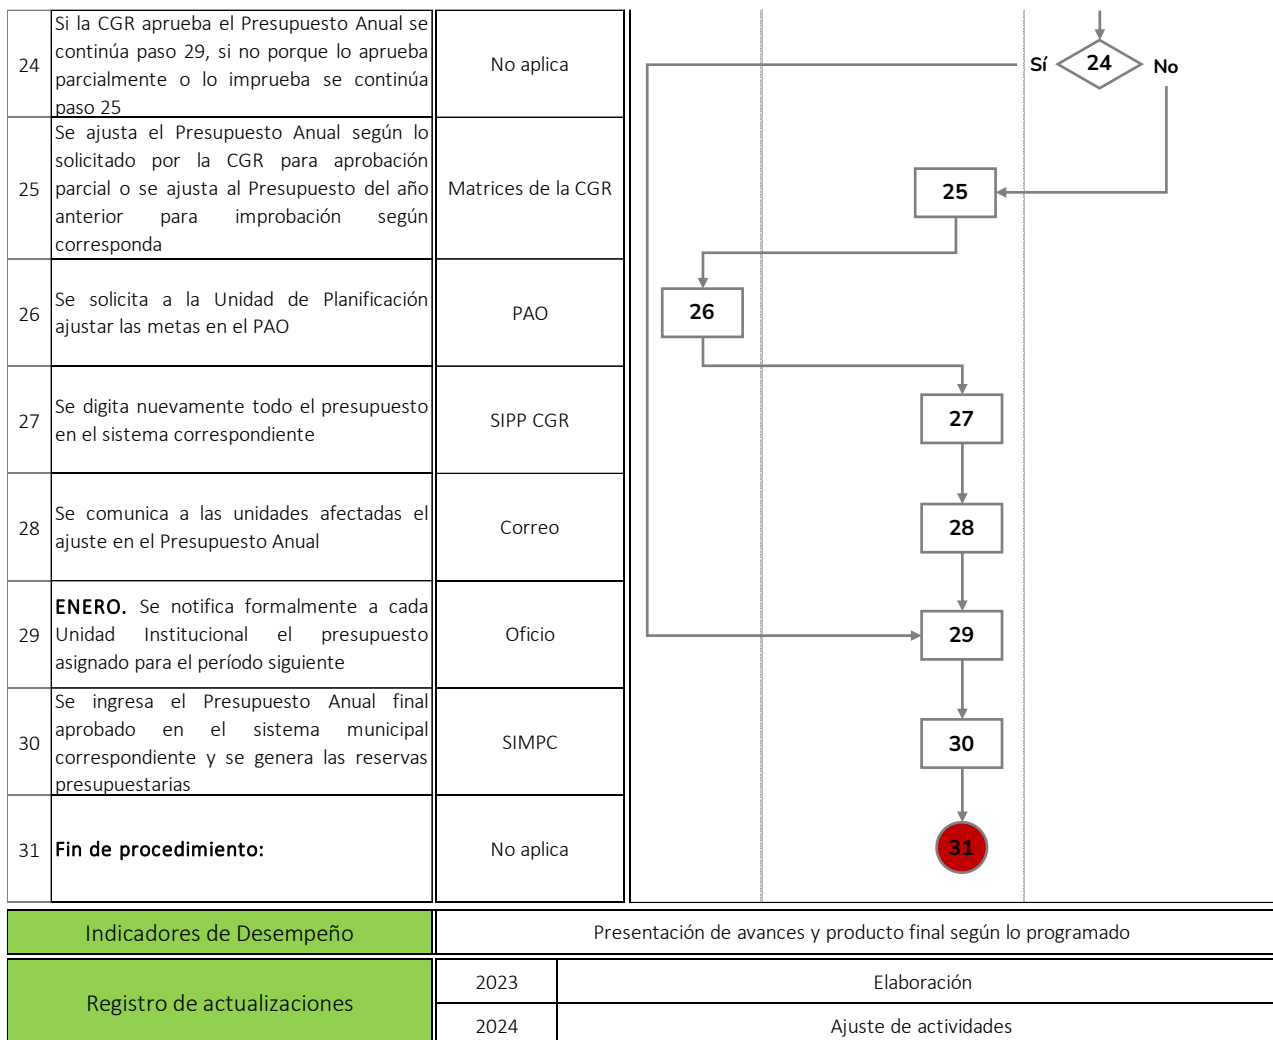 24
Si la CGR aprueba el Presupuesto Anual se
continúa paso 29, si no porque lo aprueba
parcialmente o lo imprueba se continúa
paso 25
No aplica
Sí
24
No
25
Se ajusta el Presupuesto Anual según lo
solicitado por la CGR para aprobación
parcial o se ajusta al Presupuesto del año
anterior para improbación según
corresponda
Matrices de la CGR
25
26
Se solicita a la Unidad de Planificación
ajustar las metas en el PAO
PAO
26
27
Se digita nuevamente todo el presupuesto
en el sistema correspondiente
SIPP CGR
27
28
Se comunica a las unidades afectadas el
ajuste en el Presupuesto Anual
Correo
28
29
ENERO. Se notifica formalmente a cada
Unidad Institucional el presupuesto
asignado para el período siguiente
Oficio
29
30
Se ingresa el Presupuesto Anual final
aprobado en el sistema municipal
correspondiente y se genera las reservas
presupuestarias
SIMPC
30
31
Fin de procedimiento:
No aplica
31
Indicadores de Desempeño
Presentación de avances y producto final según lo programado
Registro de actualizaciones
2023
Elaboración
2024
Ajuste de actividades